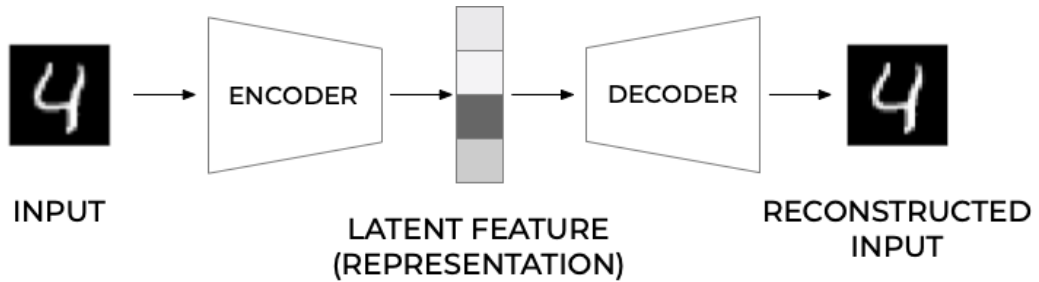 4
ENCODER
DECODER
4
INPUT
LATENT FEATURE
(REPRESENTATION)
RECONSTRUCTED
INPUT